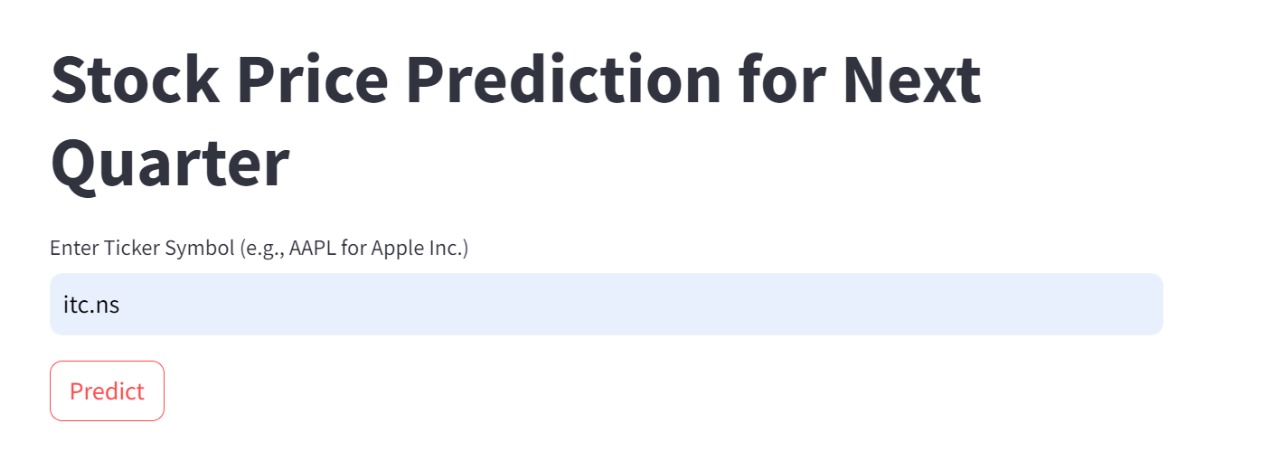 Stock Price Prediction for Next
Quarter
Enter Ticker Symbol (e.g., AAPL for Apple Inc.)
itc.ns
Predict